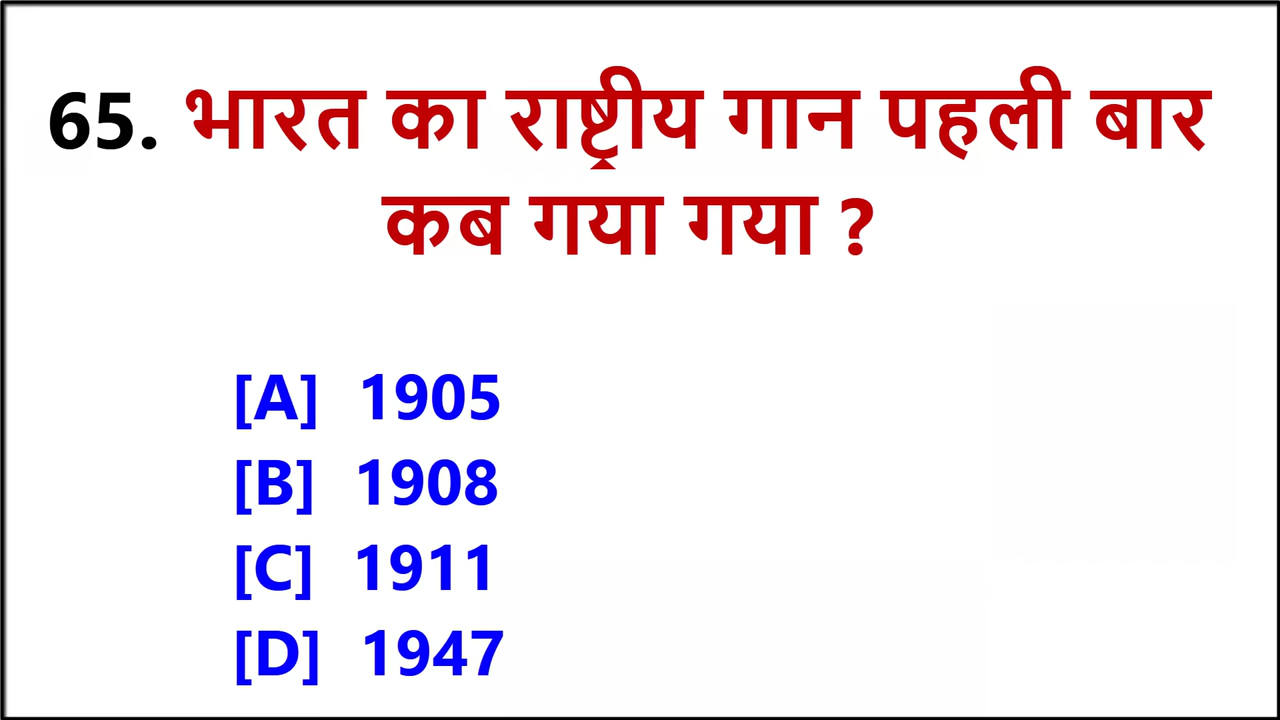 65. भारत का राष्ट्रीय गान पहली बार
कब गया गया ?
[A] 1905
[B] 1908
[C] 1911
[D] 1947